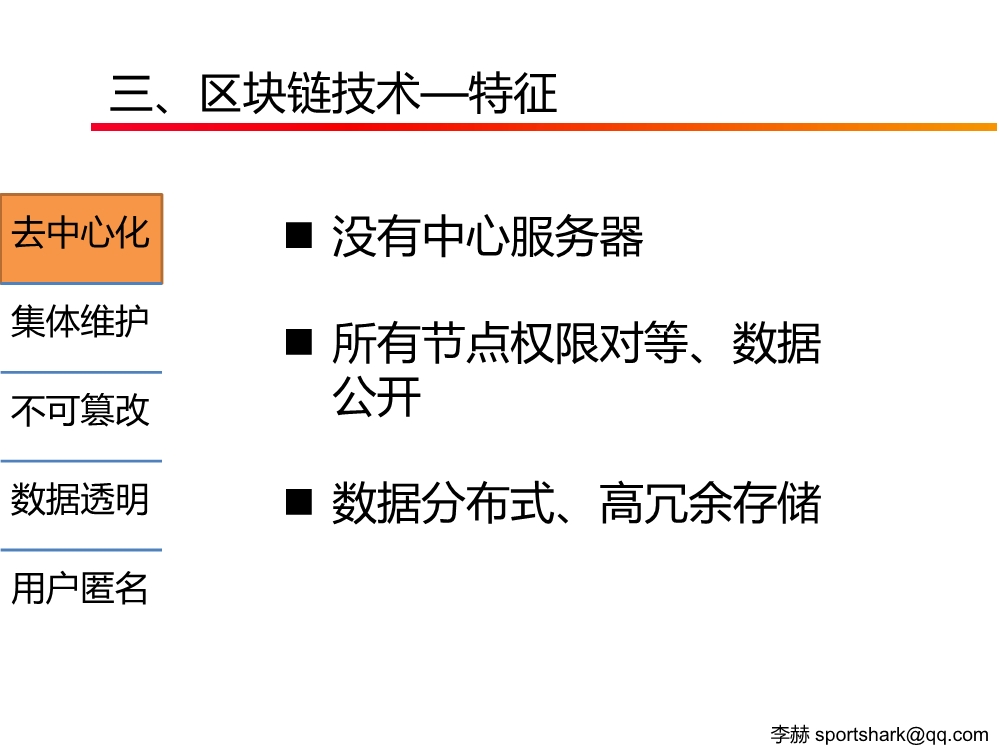 三、区块链技术—特征
去中心化
集体维护
不可篡改
数据透明
用户匿名
■ 没有中心服务器
■ 所有节点权限对等、数据
公开
■ 数据分布式、高冗余存储
李赫 sportshark@qq.com